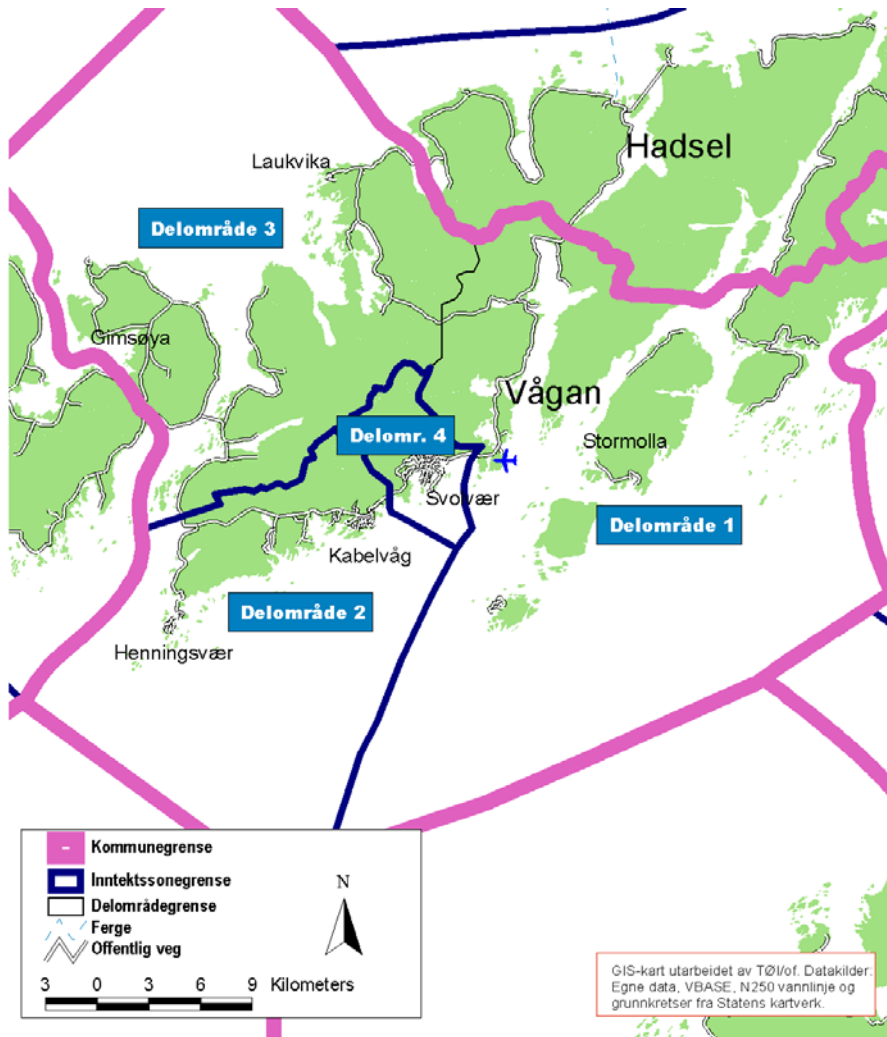 Hadsel
Laukvika
Delområde 3
Gimsøya
Vågan
Delomr. 4
Stormolla
Svolvær
Delområde 1
Kabelvåg
Delområde 2
Henningsvær
Kommunegrense
Inntektssonegrense
Delområdegrense
Ferge
Offentlig veg
N
3 0 3 6 9 Kilometers
GIS-kart utarbeidet av TØI/of. Datakilder:
Egne data, VBASE, N250 vannlinje og
grunnkretser fra Statens kartverk.